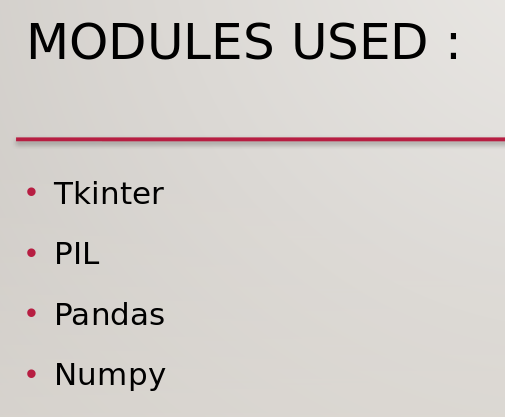 MODULES USED :
• Tkinter
• PIL
• Pandas
• Numpy